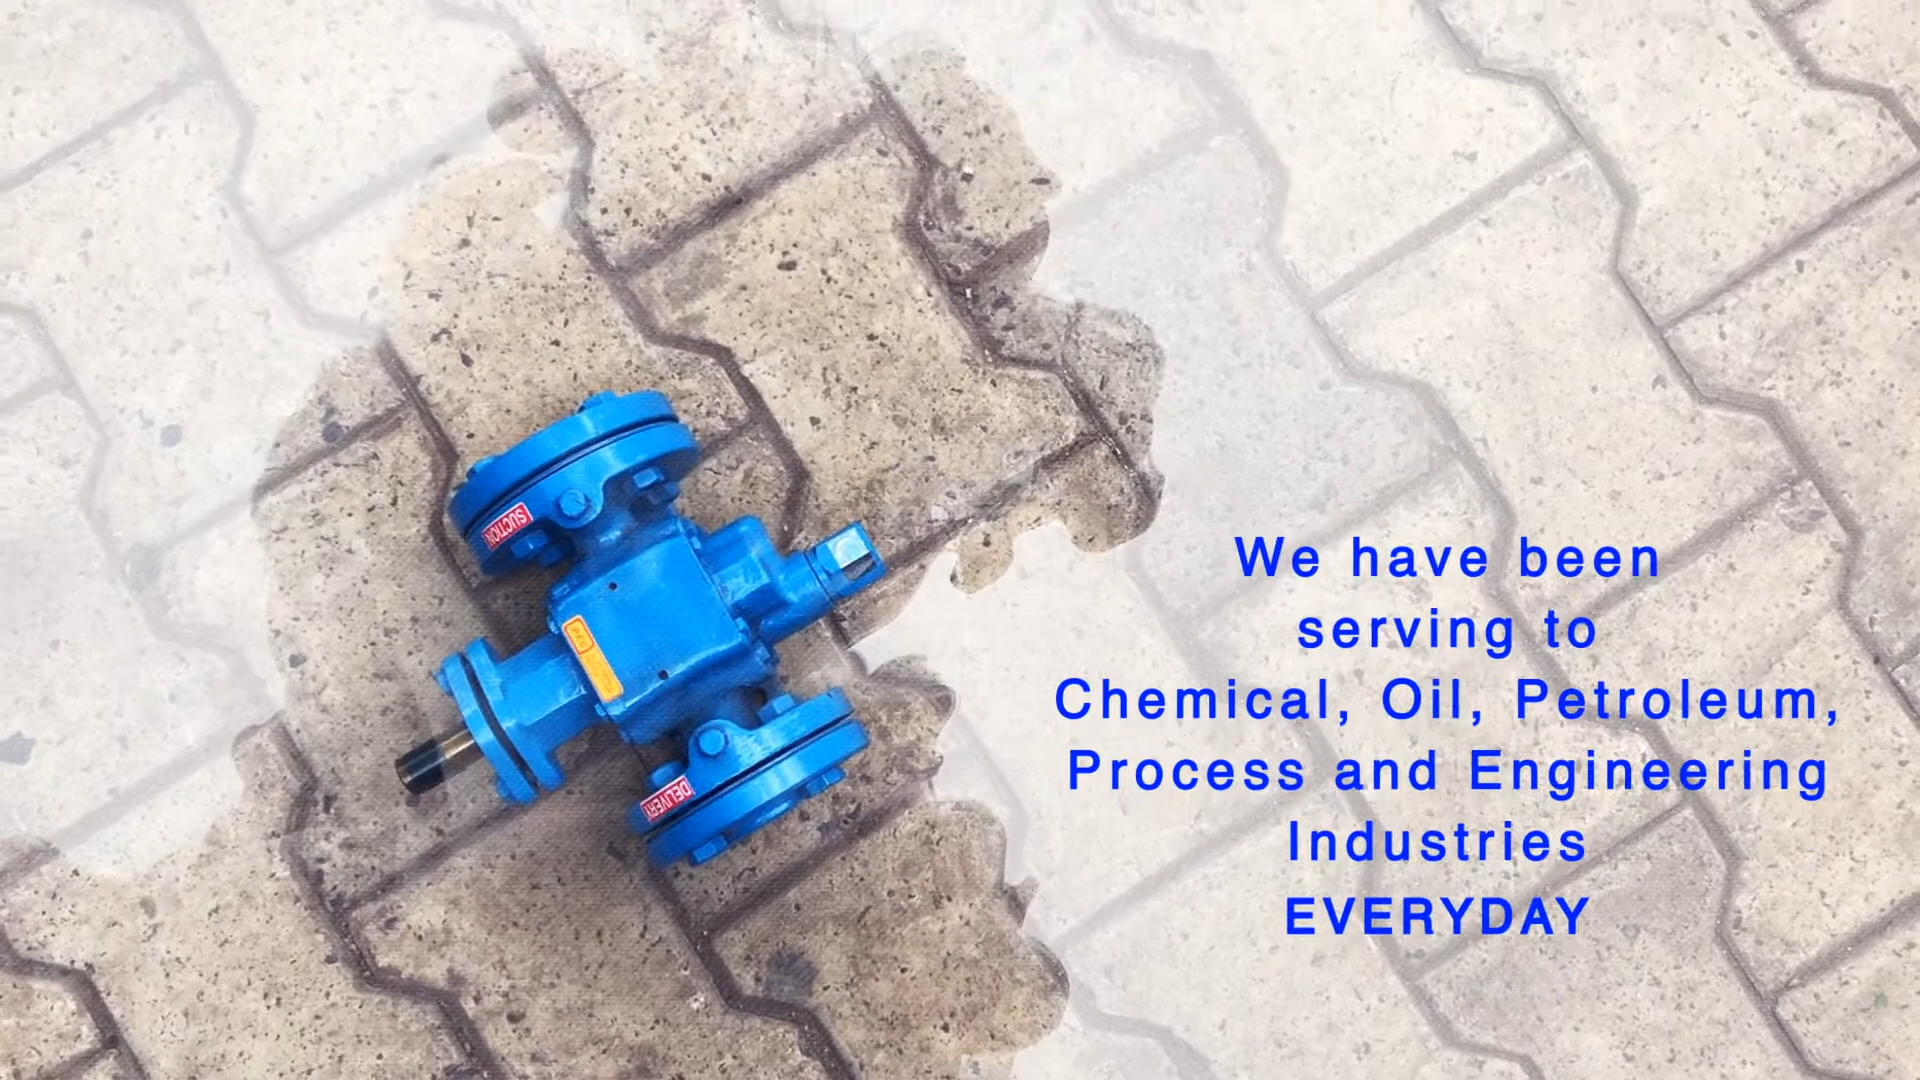 SUCTION
DELIVERY
We have been
serving to
Chemical, Oil, Petroleum,
Process and Engineering
Industries
EVERYDAY